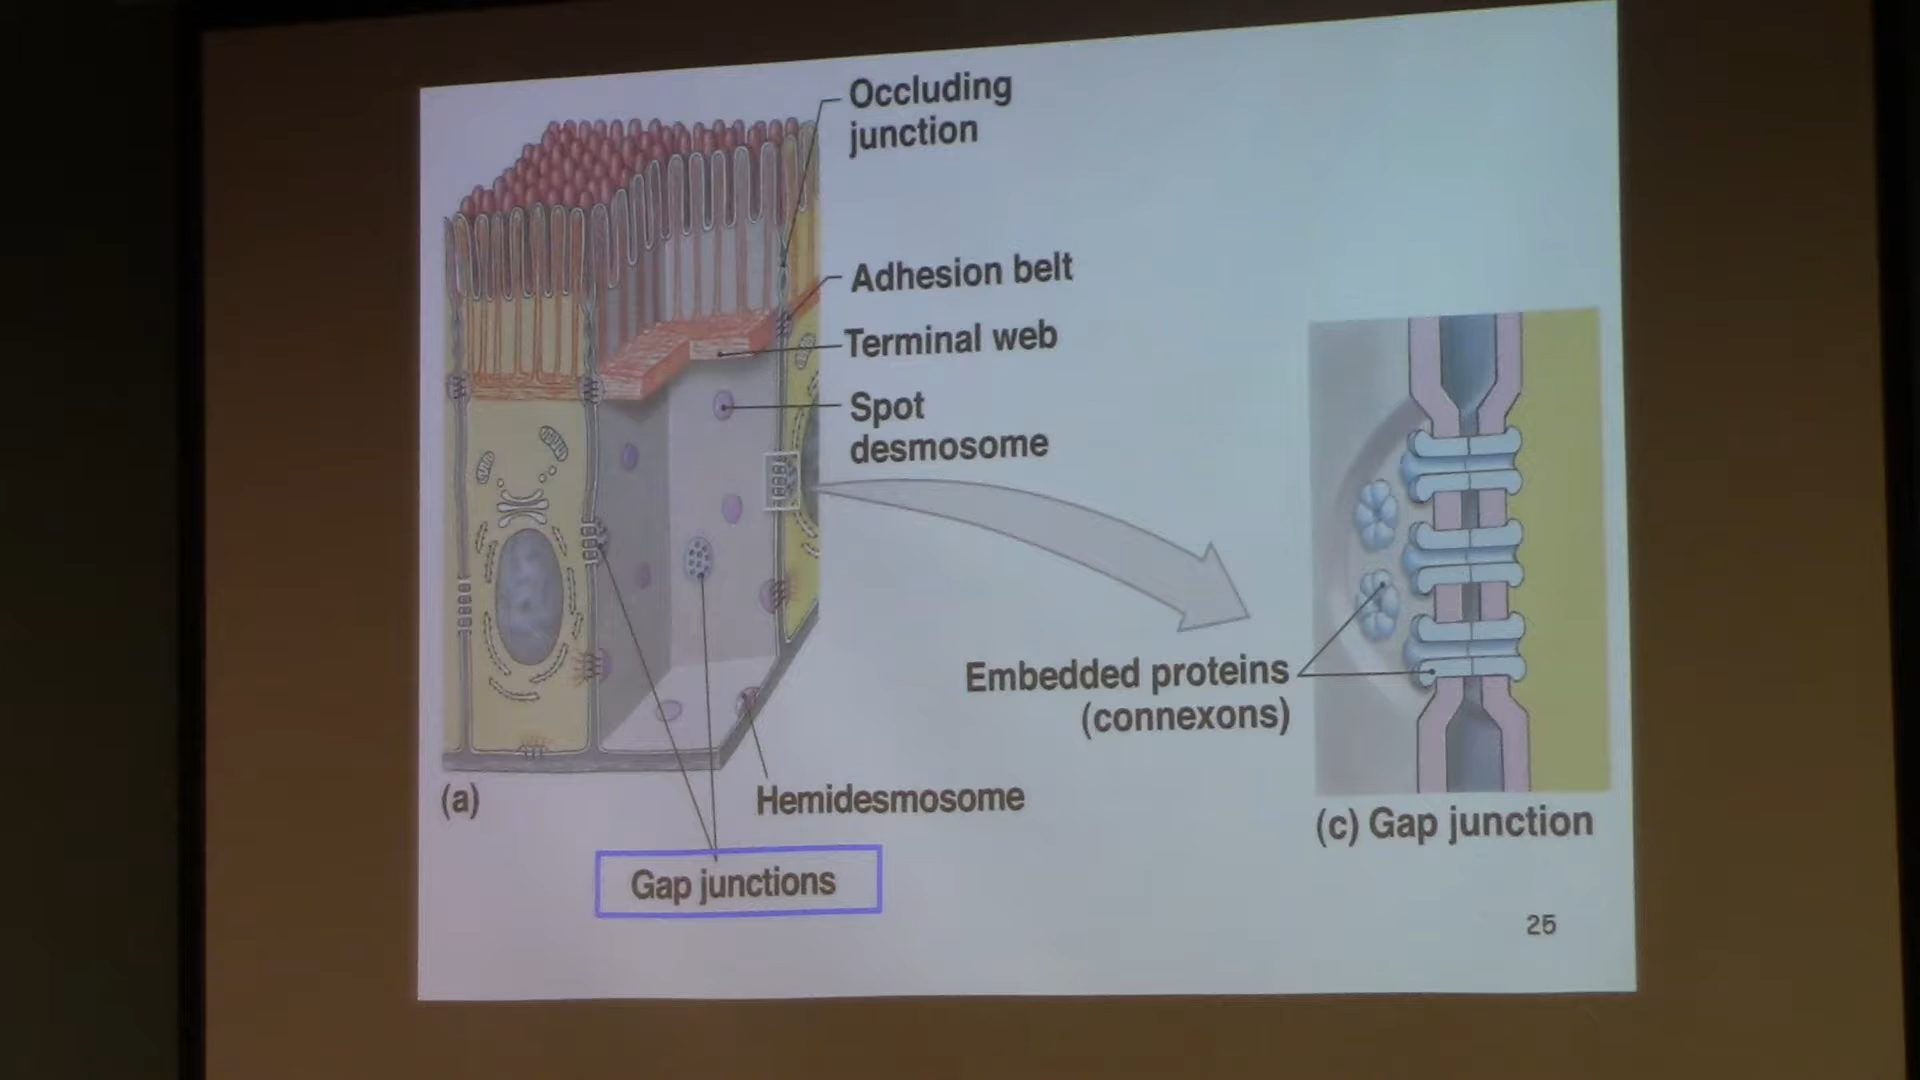 Occluding
junction
Adhesion belt
Terminal web
Spot
desmosome
Embedded proteins
(connexons)
Hemidesmosome
(a)
Gap junctions
(c) Gap junction
25